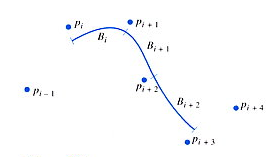 p_i
p_{i+1}
B_i
B_{i+1}
p_{i-1}
p_{i+2}
B_{i+2}
p_{i+4}
p_{i+3}